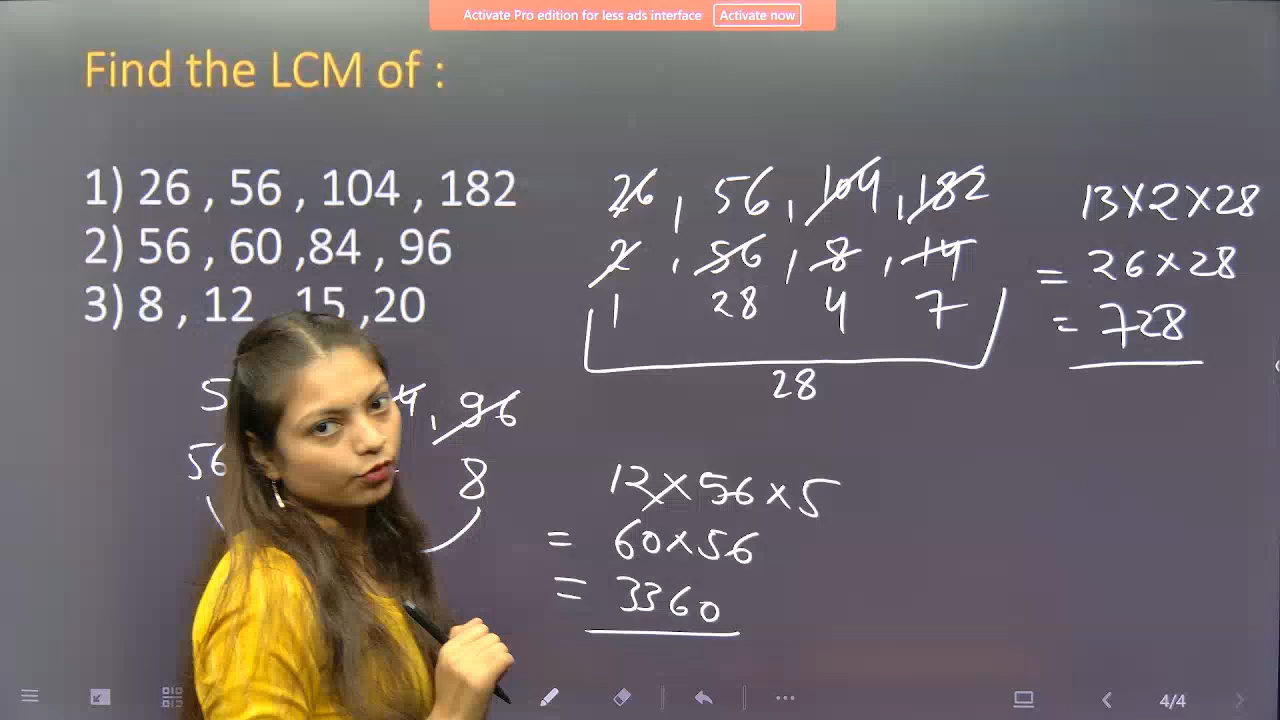 Activate Pro edition for less ads interface Activate now
Find the LCM of :
1) 26 , 56 , 104 , 182
2) 56 , 60 ,84 , 96
3) 8 , 12 , 15 ,20
26 , 56 , 104 , 182
2 , 56 , 8 , 14
1 28 4 7
28
13×2×28
= 26×28
= 728
, 96
56 8
12×56×5
= 60×56
= 3360
4/4